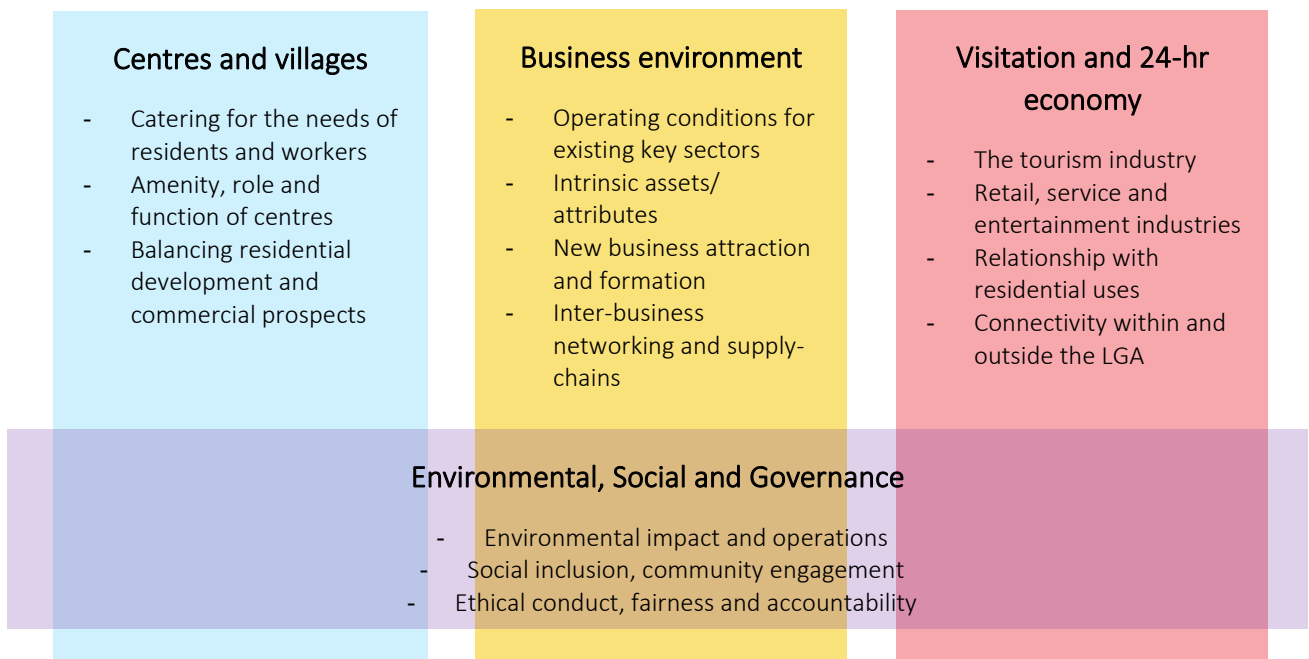 Centres and villages
- Catering for the needs of
residents and workers
- Amenity, role and
function of centres
- Balancing residential
development and
commercial prospects
Business environment
- Operating conditions for
existing key sectors
- Intrinsic assets/
attributes
- New business attraction
and formation
- Inter-business
networking and supply-
chains
Visitation and 24-hr
economy
- The tourism industry
- Retail, service and
entertainment industries
- Relationship with
residential uses
- Connectivity within and
outside the LGA
Environmental, Social and Governance
- Environmental impact and operations
- Social inclusion, community engagement
- Ethical conduct, fairness and accountability